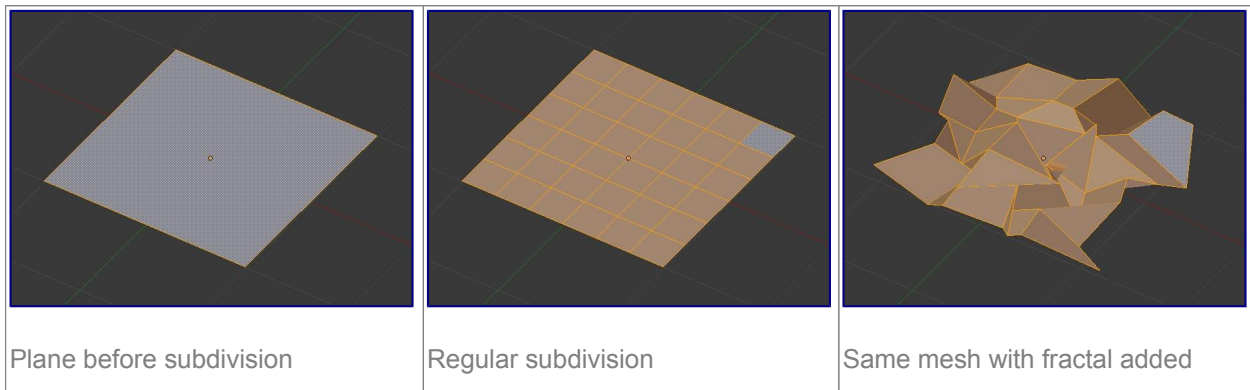 Plane before subdivision
Regular subdivision
Same mesh with fractal added